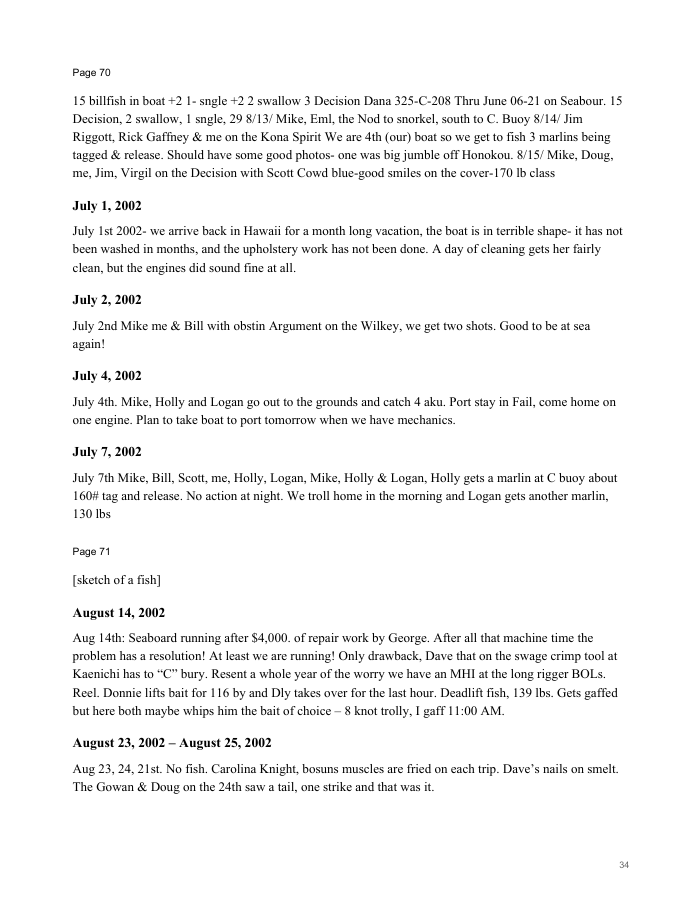 Page 70
15 billfish in boat +2 1- sngle +2 2 swallow 3 Decision Dana 325-C-208 Thru June 06-21 on Seabour. 15
Decision, 2 swallow, 1 sngle, 29 8/13/ Mike, Eml, the Nod to snorkel, south to C. Buoy 8/14/ Jim
Riggott, Rick Gaffney & me on the Kona Spirit We are 4th (our) boat so we get to fish 3 marlins being
tagged & release. Should have some good photos- one was big jumble off Honokou. 8/15/ Mike, Doug,
me, Jim, Virgil on the Decision with Scott Cowd blue-good smiles on the cover-170 lb class
July 1, 2002
July 1st 2002- we arrive back in Hawaii for a month long vacation, the boat is in terrible shape- it has not
been washed in months, and the upholstery work has not been done. A day of cleaning gets her fairly
clean, but the engines did sound fine at all.
July 2, 2002
July 2nd Mike me & Bill with obstin Argument on the Wilkey, we get two shots. Good to be at sea
again!
July 4, 2002
July 4th. Mike, Holly and Logan go out to the grounds and catch 4 aku. Port stay in Fail, come home on
one engine. Plan to take boat to port tomorrow when we have mechanics.
July 7, 2002
July 7th Mike, Bill, Scott, me, Holly, Logan, Mike, Holly & Logan, Holly gets a marlin at C buoy about
160# tag and release. No action at night. We troll home in the morning and Logan gets another marlin,
130 lbs
Page 71
[sketch of a fish]
August 14, 2002
Aug 14th: Seaboard running after $4,000. of repair work by George. After all that machine time the
problem has a resolution! At least we are running! Only drawback, Dave that on the swage crimp tool at
Kaenichi has to “C” bury. Resent a whole year of the worry we have an MHI at the long rigger BOLs.
Reel. Donnie lifts bait for 116 by and Dly takes over for the last hour. Deadlift fish, 139 lbs. Gets gaffed
but here both maybe whips him the bait of choice – 8 knot trolly, I gaff 11:00 AM.
August 23, 2002 – August 25, 2002
Aug 23, 24, 21st. No fish. Carolina Knight, bosuns muscles are fried on each trip. Dave’s nails on smelt.
The Gowan & Doug on the 24th saw a tail, one strike and that was it.
34